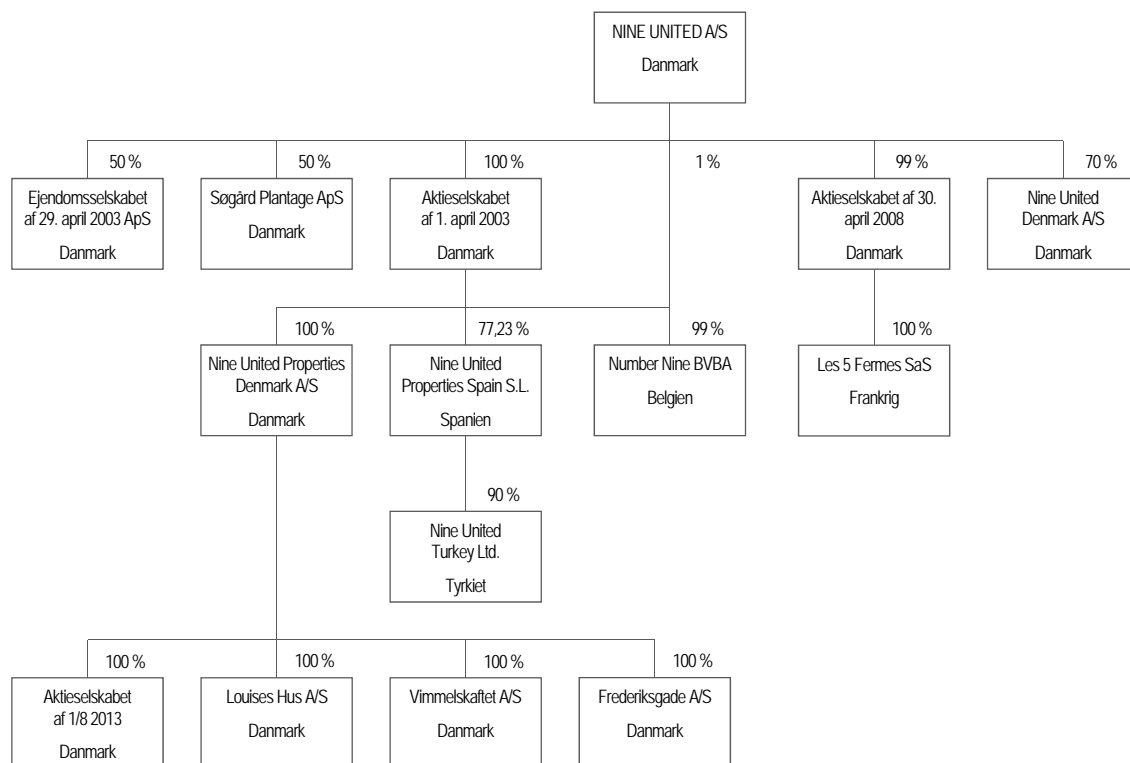 NINE UNITED A/S
Danmark
50 %
50 %
100 %
1 %
99 %
70 %
Ejendomsselskabet
af 29. april 2003 ApS
Danmark
Søgård Plantage ApS
Danmark
Aktieselskabet
af 1. april 2003
Danmark
Aktieselskabet af 30.
april 2008
Danmark
Nine United
Denmark A/S
Danmark
100 %
77,23 %
99 %
100 %
Nine United Properties
Denmark A/S
Danmark
Nine United
Properties Spain S.L.
Spanien
Number Nine BVBA
Belgien
Les 5 Fermes SaS
Frankrig
90 %
Nine United
Turkey Ltd.
Tyrkiet
100 %
100 %
100 %
100 %
Aktieselskabet
af 1/8 2013
Danmark
Louises Hus A/S
Danmark
Vimmelskaftet A/S
Danmark
Frederiksgade A/S
Danmark